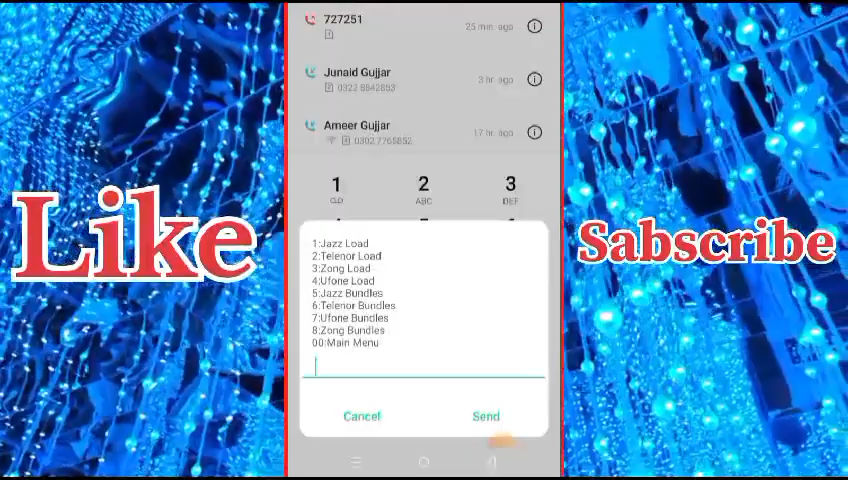 727251
25 min. ago
Junaid Gujjar
0322 8842853
3 hr. ago
Ameer Gujjar
0302 7765852
17 hr. ago
1
2
3
ABC
DEF
1:Jazz Load
2:Telenor Load
3:Zong Load
4:Ufone Load
5:Jazz Bundles
6:Telenor Bundles
7:Ufone Bundles
8:Zong Bundles
00:Main Menu
Cancel
Send
Like
Sabscribe